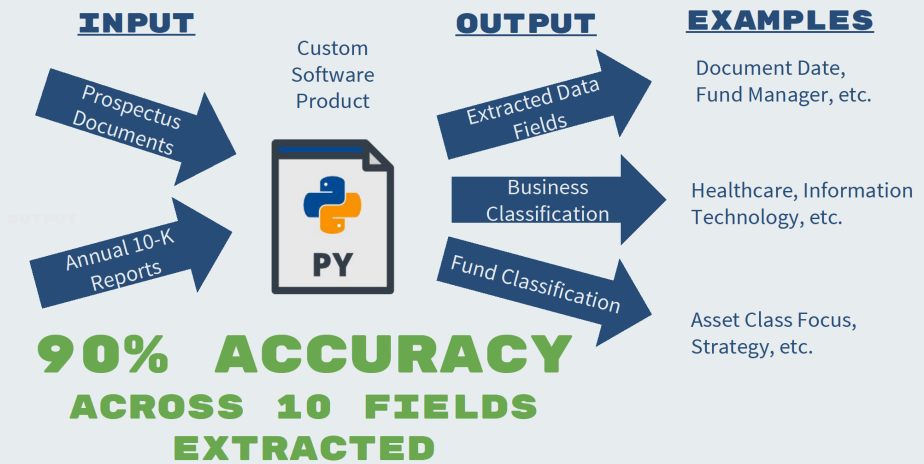 INPUT
Prospectus
Documents
Annual 10-K
Reports
OUTPUT
Custom
Software
Product
PY
OUTPUT
Extracted Data
Fields
Business
Classification
Fund Classification
EXAMPLES
Document Date,
Fund Manager, etc.
Healthcare, Information
Technology, etc.
Asset Class Focus,
Strategy, etc.
90% ACCURACY
ACROSS 10 FIELDS
EXTRACTED